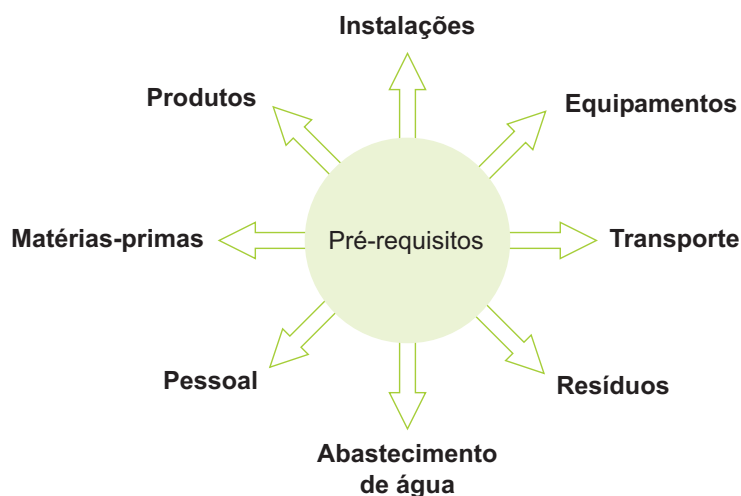 Instalações
Produtos
Equipamentos
Matérias-primas
Pré-requisitos
Transporte
Pessoal
Resíduos
Abastecimento
de água